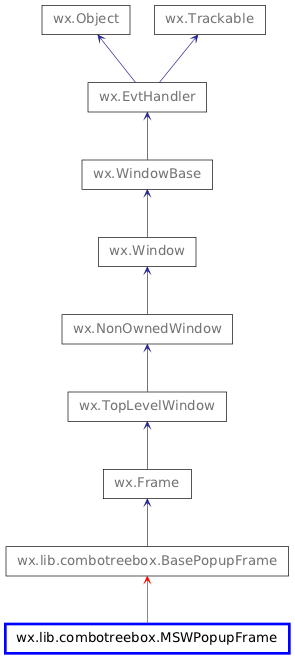 wx.Object
wx.Trackable
wx.EvtHandler
wx.WindowBase
wx.Window
wx.NonOwnedWindow
wx.TopLevelWindow
wx.Frame
wx.lib.combotreebox.BasePopupFrame
wx.lib.combotreebox.MSWPopupFrame